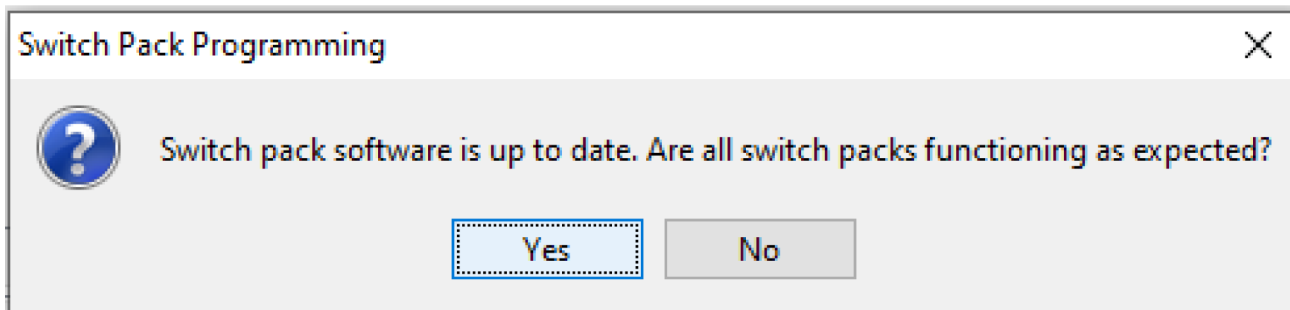 Switch Pack Programming
Switch pack software is up to date. Are all switch packs functioning as expected?
Yes
No